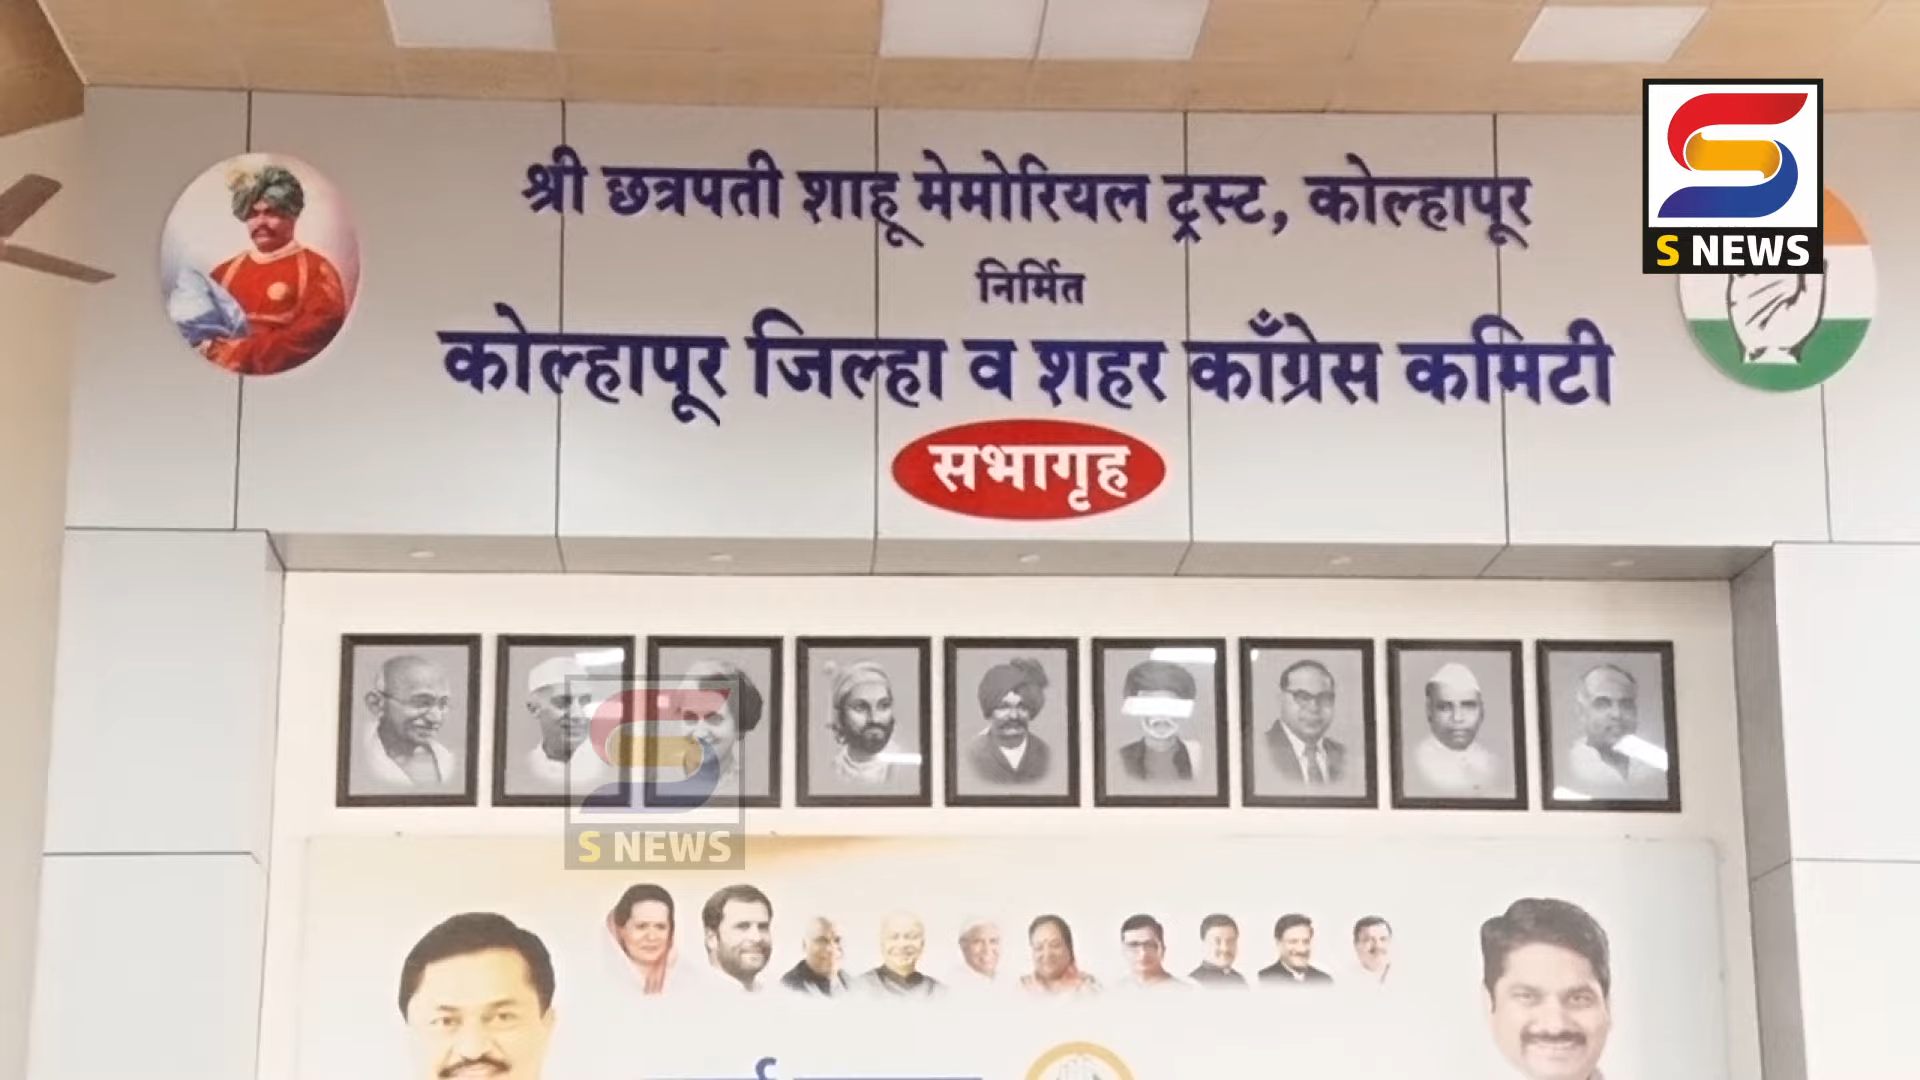 श्री छत्रपती शाहू मेमोरियल ट्रस्ट, कोल्हापूर
निर्मित
कोल्हापूर जिल्हा व शहर काँग्रेस कमिटी
सभागृह
S NEWS
S NEWS